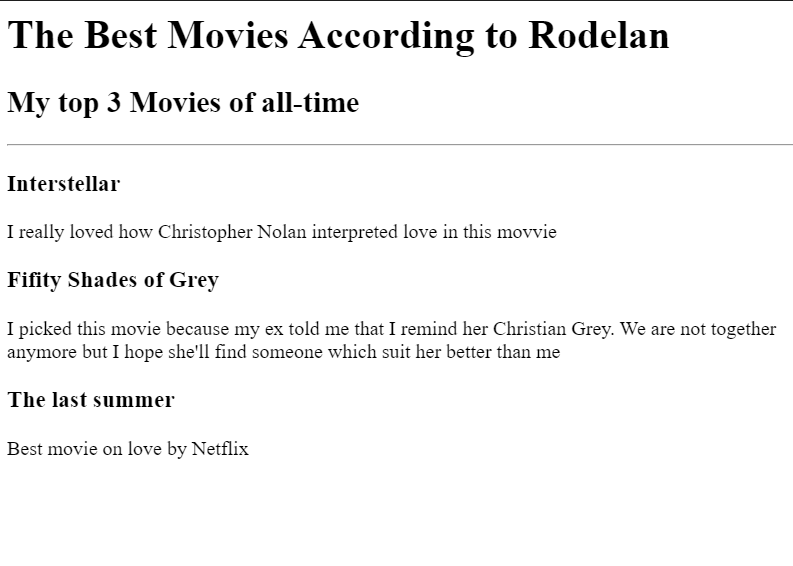 The Best Movies According to Rodelan
My top 3 Movies of all-time
Interstellar
I really loved how Christopher Nolan interpreted love in this movvie
Fifity Shades of Grey
I picked this movie because my ex told me that I remind her Christian Grey. We are not together
anymore but I hope she'll find someone which suit her better than me
The last summer
Best movie on love by Netflix